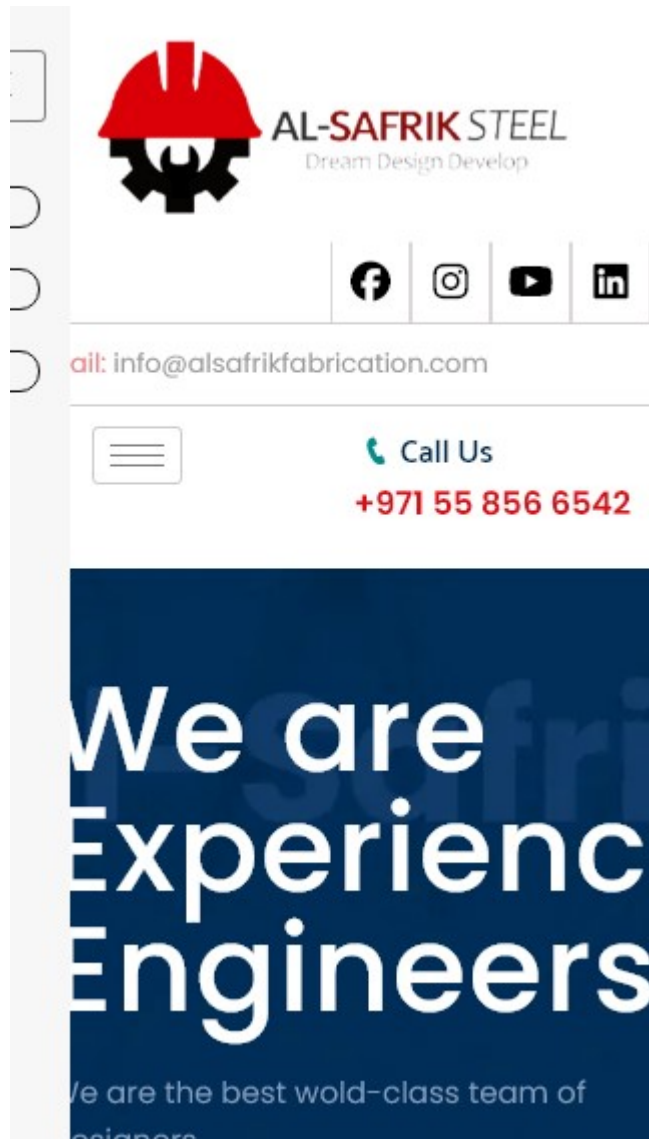 AL-SAFRIK STEEL
Dream Design Develop
ail: info@alsafrikfabrication.com
Call Us
+971 55 856 6542
We are
Experienc
Engineers
We are the best wold-class team of